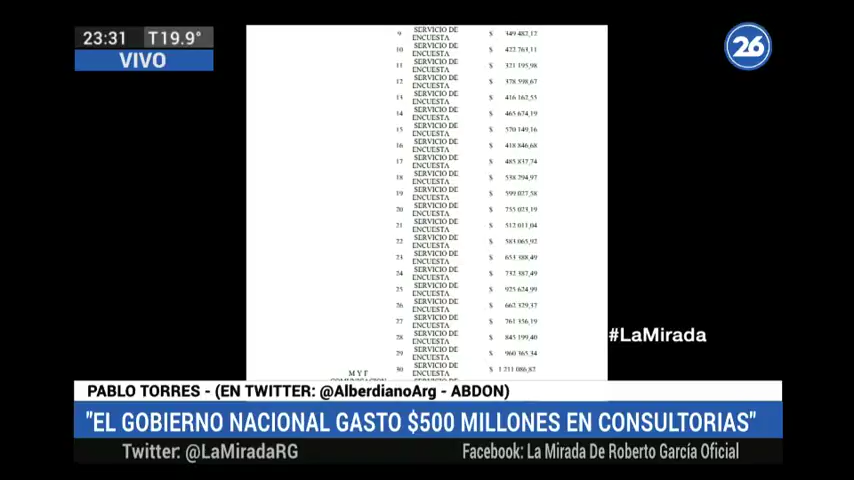 23:31 T19.9°
VIVO
26
9 SERVICIO DE ENCUESTA $ 349 482,12
10 SERVICIO DE ENCUESTA $ 422 763,11
11 SERVICIO DE ENCUESTA $ 321 195,98
12 SERVICIO DE ENCUESTA $ 378 598,67
13 SERVICIO DE ENCUESTA $ 416 162,55
14 SERVICIO DE ENCUESTA $ 465 674,19
15 SERVICIO DE ENCUESTA $ 570 149,16
16 SERVICIO DE ENCUESTA $ 418 846,68
17 SERVICIO DE ENCUESTA $ 485 837,74
18 SERVICIO DE ENCUESTA $ 538 294,97
19 SERVICIO DE ENCUESTA $ 599 027,58
20 SERVICIO DE ENCUESTA $ 755 023,19
21 SERVICIO DE ENCUESTA $ 512 011,04
22 SERVICIO DE ENCUESTA $ 583 065,92
23 SERVICIO DE ENCUESTA $ 653 388,49
24 SERVICIO DE ENCUESTA $ 732 387,49
25 SERVICIO DE ENCUESTA $ 925 624,99
26 SERVICIO DE ENCUESTA $ 662 329,37
27 SERVICIO DE ENCUESTA $ 761 356,19
28 SERVICIO DE ENCUESTA $ 845 199,40
29 SERVICIO DE ENCUESTA $ 960 365,34
M Y F 30 SERVICIO DE ENCUESTA $ 1 211 086,82
#LaMirada
PABLO TORRES - (EN TWITTER: @AlberdianoArg - ABDON)
"EL GOBIERNO NACIONAL GASTO $500 MILLONES EN CONSULTORIAS"
Twitter: @LaMiradaRG
Facebook: La Mirada De Roberto García Oficial